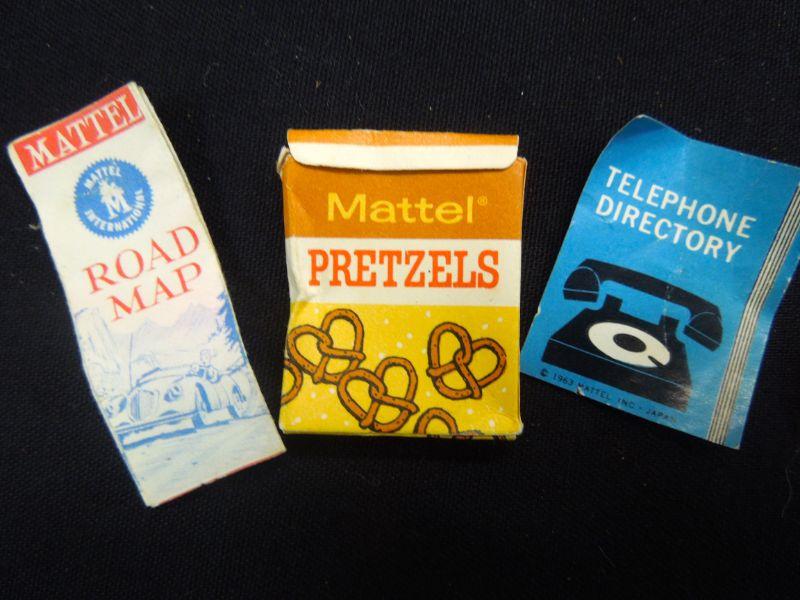 MATTEL
MATTEL
M
INTERNATIONAL
ROAD
MAP
Mattel®
PRETZELS
TELEPHONE
DIRECTORY
© 1963 MATTEL INC - JAPAN